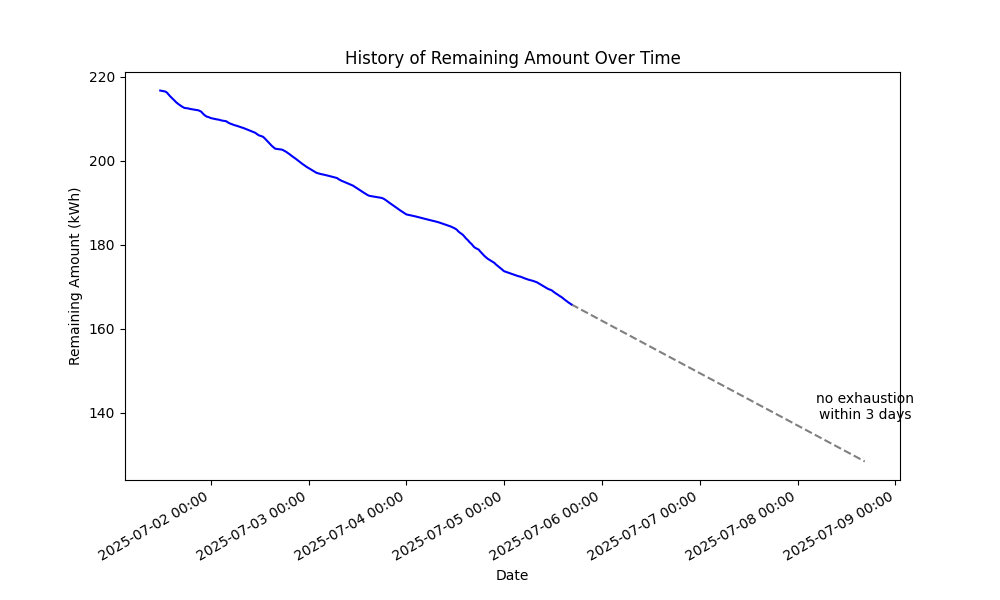 History of Remaining Amount Over Time
Remaining Amount (kWh)
220
200
180
160
140
no exhaustion
within 3 days
2025-07-02 00:00
2025-07-03 00:00
2025-07-04 00:00
2025-07-05 00:00
2025-07-06 00:00
2025-07-07 00:00
2025-07-08 00:00
2025-07-09 00:00
Date